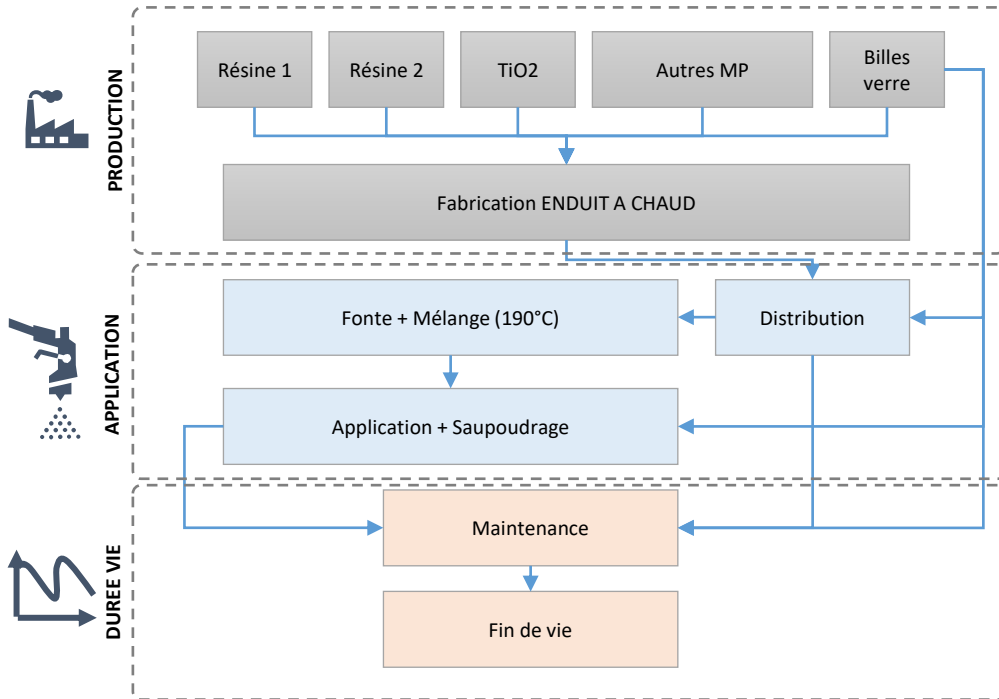 PRODUCTION
Résine 1
Résine 2
TiO2
Autres MP
Billes
verre
Fabrication ENDUIT A CHAUD
APPLICATION
Fonte + Mélange (190°C)
Distribution
Application + Saupoudrage
DUREE VIE
Maintenance
Fin de vie